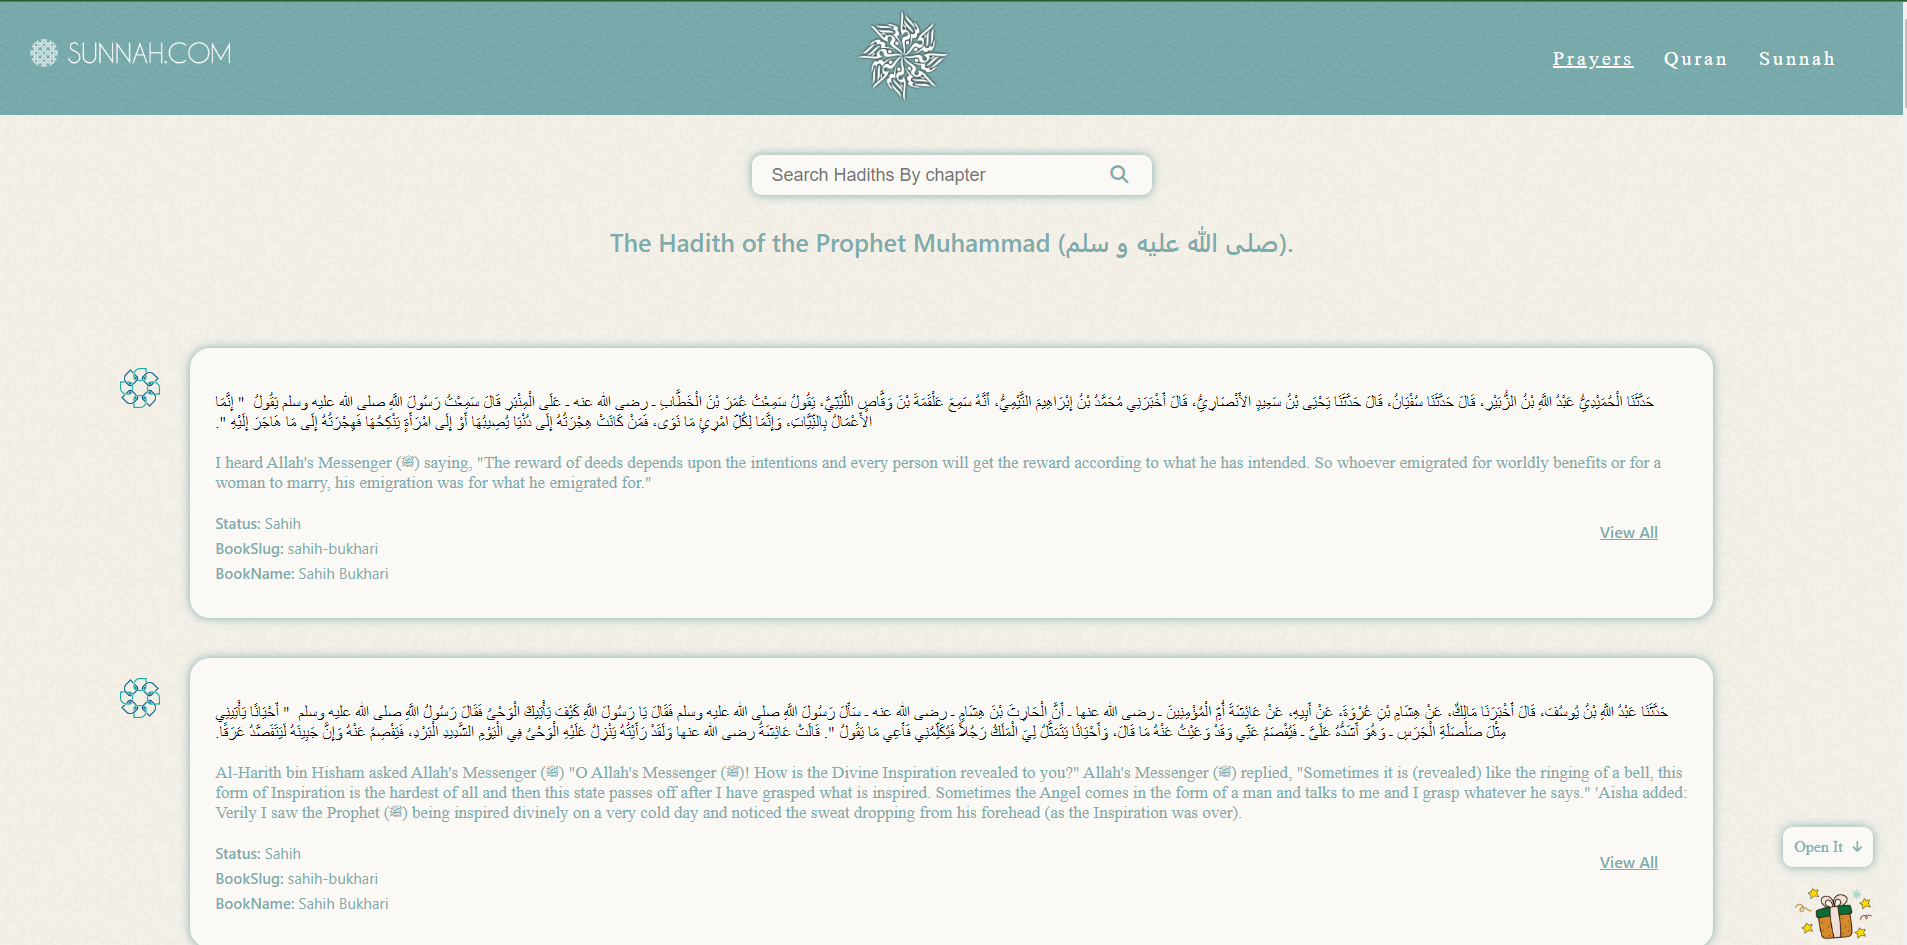 SUNNAH.COM
Prayers Quran Sunnah
Search Hadiths By chapter
The Hadith of the Prophet Muhammad (صلى الله عليه و سلم).
حَدَّثَنَا الْحُمَيْدِيُّ عَبْدُ اللَّهِ بْنُ الزُّبَيْرِ، قَالَ حَدَّثَنَا سُفْيَانُ، قَالَ حَدَّثَنَا يَحْيَى بْنُ سَعِيدٍ الأَنْصَارِيُّ، قَالَ أَخْبَرَنِي مُحَمَّدُ بْنُ إِبْرَاهِيمَ التَّيْمِيُّ، أَنَّهُ سَمِعَ عَلْقَمَةَ بْنَ وَقَّاصٍ اللَّيْثِيَّ، يَقُولُ سَمِعْتُ عُمَرَ بْنَ الْخَطَّابِ ـ رضى الله عنه ـ عَلَى الْمِنْبَرِ قَالَ سَمِعْتُ رَسُولَ اللَّهِ صلى الله عليه وسلم يَقُولُ " إِنَّمَا
الأَعْمَالُ بِالنِّيَّاتِ، وَإِنَّمَا لِكُلِّ امْرِئٍ مَا نَوَى، فَمَنْ كَانَتْ هِجْرَتُهُ إِلَى دُنْيَا يُصِيبُهَا أَوْ إِلَى امْرَأَةٍ يَنْكِحُهَا فَهِجْرَتُهُ إِلَى مَا هَاجَرَ إِلَيْهِ ".
I heard Allah's Messenger (ﷺ) saying, "The reward of deeds depends upon the intentions and every person will get the reward according to what he has intended. So whoever emigrated for worldly benefits or for a
woman to marry, his emigration was for what he emigrated for."
Status: Sahih
View All
BookSlug: sahih-bukhari
BookName: Sahih Bukhari
حَدَّثَنَا عَبْدُ اللَّهِ بْنُ يُوسُفَ، قَالَ أَخْبَرَنَا مَالِكٌ، عَنْ هِشَامِ بْنِ عُرْوَةَ، عَنْ أَبِيهِ، عَنْ عَائِشَةَ أُمِّ الْمُؤْمِنِينَ ـ رضى الله عنها ـ أَنَّ الْحَارِثَ بْنَ هِشَامٍ ـ رضى الله عنه ـ سَأَلَ رَسُولَ اللَّهِ صلى الله عليه وسلم فَقَالَ يَا رَسُولَ اللَّهِ كَيْفَ يَأْتِيكَ الْوَحْىُ فَقَالَ رَسُولُ اللَّهِ صلى الله عليه وسلم " أَحْيَانًا يَأْتِينِي
مِثْلَ صَلْصَلَةِ الْجَرَسِ ـ وَهُوَ أَشَدُّهُ عَلَىَّ ـ فَيُفْصَمُ عَنِّي وَقَدْ وَعَيْتُ عَنْهُ مَا قَالَ، وَأَحْيَانًا يَتَمَثَّلُ لِيَ الْمَلَكُ رَجُلاً فَيُكَلِّمُنِي فَأَعِي مَا يَقُولُ ". قَالَتْ عَائِشَةُ رضى الله عنها وَلَقَدْ رَأَيْتُهُ يَنْزِلُ عَلَيْهِ الْوَحْىُ فِي الْيَوْمِ الشَّدِيدِ الْبَرْدِ، فَيَفْصِمُ عَنْهُ وَإِنَّ جَبِينَهُ لَيَتَفَصَّدُ عَرَقًا.
Al-Harith bin Hisham asked Allah's Messenger (ﷺ) "O Allah's Messenger (ﷺ)! How is the Divine Inspiration revealed to you?" Allah's Messenger (ﷺ) replied, "Sometimes it is (revealed) like the ringing of a bell, this
form of Inspiration is the hardest of all and then this state passes off after I have grasped what is inspired. Sometimes the Angel comes in the form of a man and talks to me and I grasp whatever he says." 'Aisha added:
Verily I saw the Prophet (ﷺ) being inspired divinely on a very cold day and noticed the sweat dropping from his forehead (as the Inspiration was over).
Status: Sahih
View All
BookSlug: sahih-bukhari
BookName: Sahih Bukhari
Open It ↓